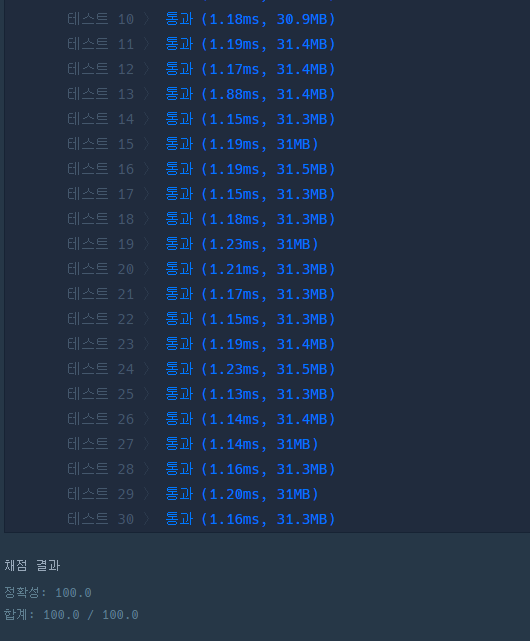 테스트 10 〉 통과 (1.18ms, 30.9MB)
테스트 11 〉 통과 (1.19ms, 31.4MB)
테스트 12 〉 통과 (1.17ms, 31.4MB)
테스트 13 〉 통과 (1.88ms, 31.4MB)
테스트 14 〉 통과 (1.15ms, 31.3MB)
테스트 15 〉 통과 (1.19ms, 31MB)
테스트 16 〉 통과 (1.19ms, 31.5MB)
테스트 17 〉 통과 (1.15ms, 31.3MB)
테스트 18 〉 통과 (1.18ms, 31.3MB)
테스트 19 〉 통과 (1.23ms, 31MB)
테스트 20 〉 통과 (1.21ms, 31.3MB)
테스트 21 〉 통과 (1.17ms, 31.3MB)
테스트 22 〉 통과 (1.15ms, 31.3MB)
테스트 23 〉 통과 (1.19ms, 31.4MB)
테스트 24 〉 통과 (1.23ms, 31.5MB)
테스트 25 〉 통과 (1.13ms, 31.3MB)
테스트 26 〉 통과 (1.14ms, 31.4MB)
테스트 27 〉 통과 (1.14ms, 31MB)
테스트 28 〉 통과 (1.16ms, 31.3MB)
테스트 29 〉 통과 (1.20ms, 31MB)
테스트 30 〉 통과 (1.16ms, 31.3MB)
채점 결과
정확성: 100.0
합계: 100.0 / 100.0